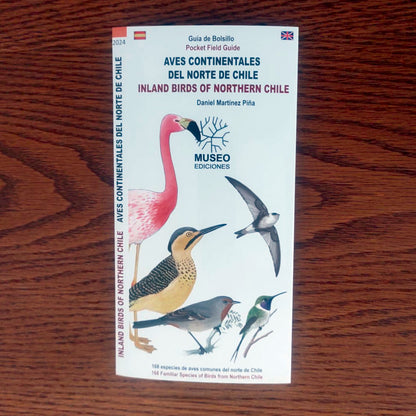 2024
Guía de Bolsillo
Pocket Field Guide
AVES CONTINENTALES
DEL NORTE DE CHILE
INLAND BIRDS OF NORTHERN CHILE
Daniel Martínez Piña
MUSEO
EDICIONES
INLAND BIRDS OF NORTHERN CHILE AVES CONTINENTALES DEL NORTE DE CHILE
168 especies de aves comunes del norte de Chile
168 Familiar Species of Birds from Northern Chile